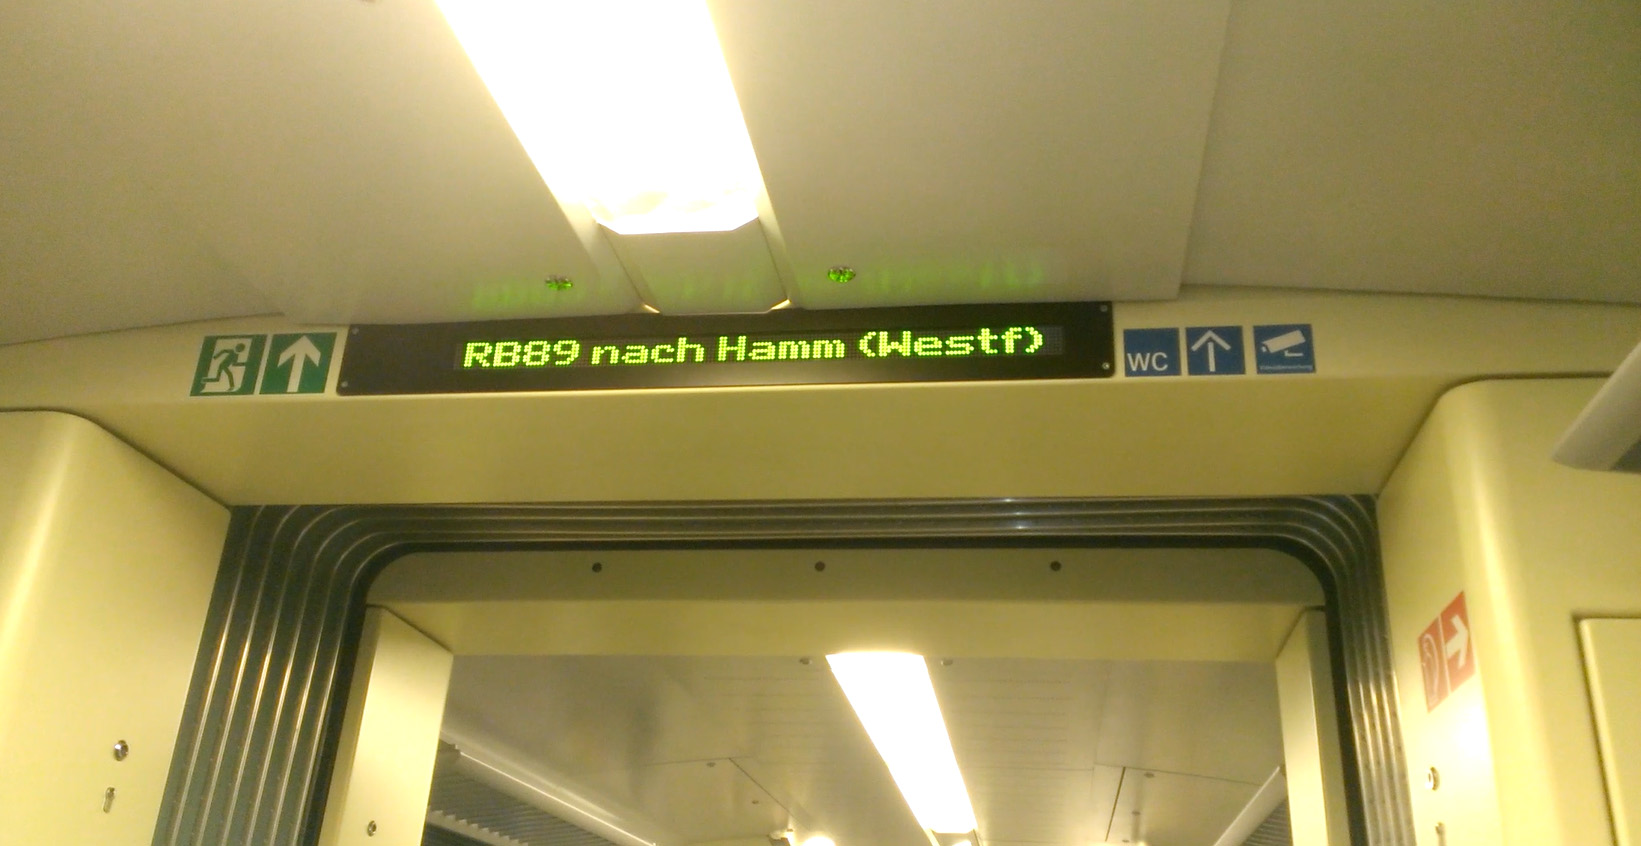 RB89 nach Hamm (Westf)
WC